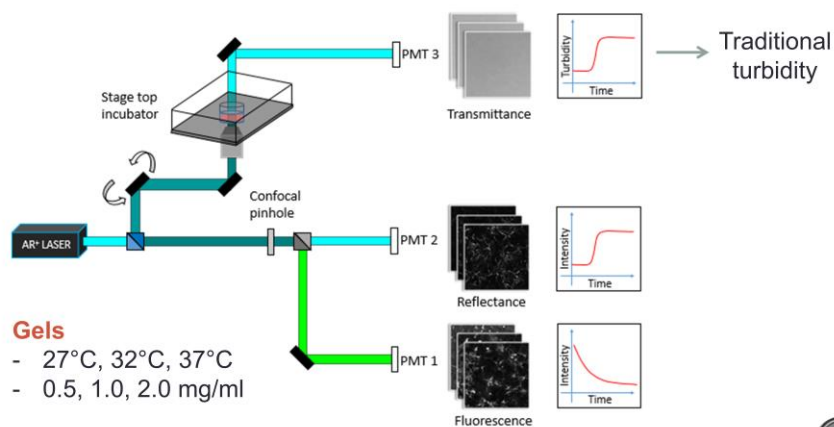 PMT 3
Traditional
turbidity
Turbidity
Time
Stage top
incubator
Transmittance
Confocal
pinhole
AR⁺ LASER
PMT 2
Intensity
Time
Reflectance
Gels
- 27°C, 32°C, 37°C
- 0.5, 1.0, 2.0 mg/ml
PMT 1
Intensity
Time
Fluorescence